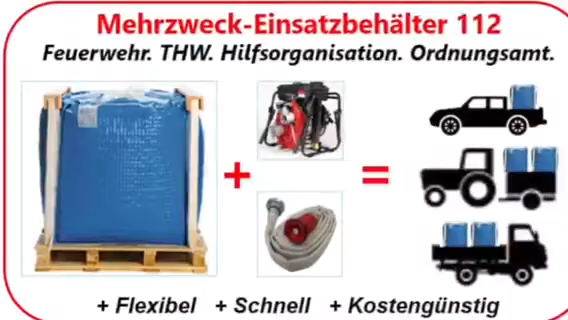 Mehrzweck-Einsatzbehälter 112
Feuerwehr. THW. Hilfsorganisation. Ordnungsamt.
+
=
+ Flexibel + Schnell + Kostengünstig